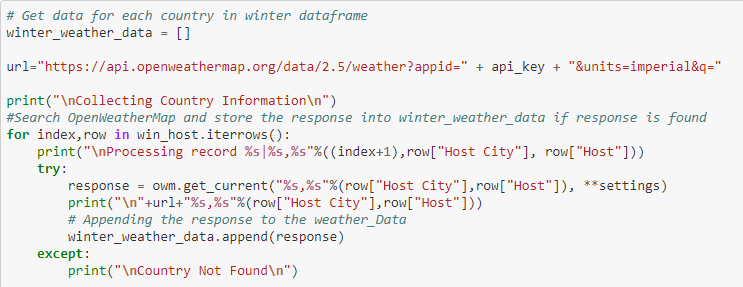 # Get data for each country in winter dataframe
winter_weather_data = []
url="https://api.openweathermap.org/data/2.5/weather?appid=" + api_key + "&units=imperial&q="
print("\nCollecting Country Information\n")
#Search OpenWeatherMap and store the response into winter_weather_data if response is found
for index,row in win_host.iterrows():
    print("\nProcessing record %s|%s,%s"%((index+1),row["Host City"], row["Host"]))
    try:
        response = owm.get_current("%s,%s"%(row["Host City"],row["Host"]), **settings)
        print("\n"+url+"%s,%s"%(row["Host City"],row["Host"]))
        # Appending the response to the weather_Data
        winter_weather_data.append(response)
    except:
        print("\nCountry Not Found\n")